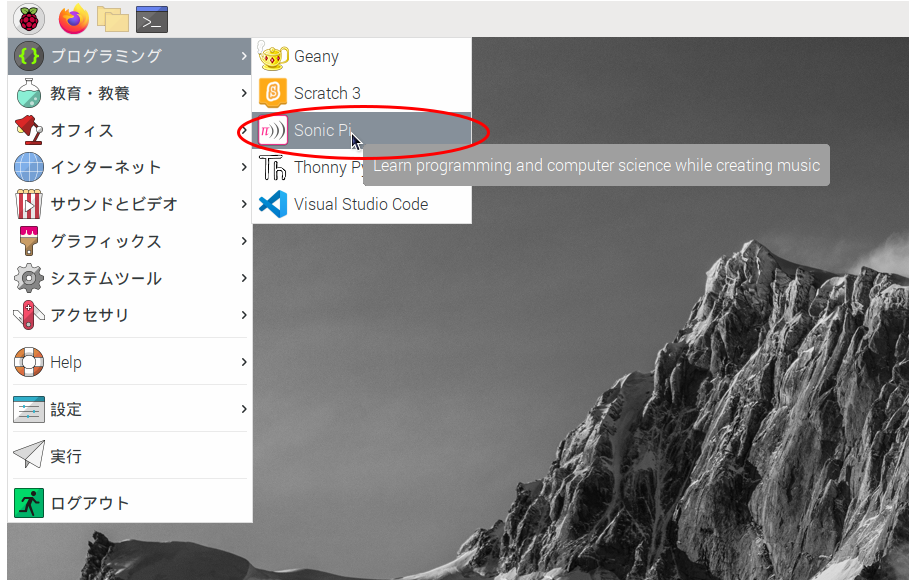 プログラミング
教育・教養
オフィス
インターネット
サウンドとビデオ
グラフィックス
システムツール
アクセサリ
Help
設定
実行
ログアウト
Geany
Scratch 3
Sonic Pi
Thonny
Visual Studio Code
Learn programming and computer science while creating music